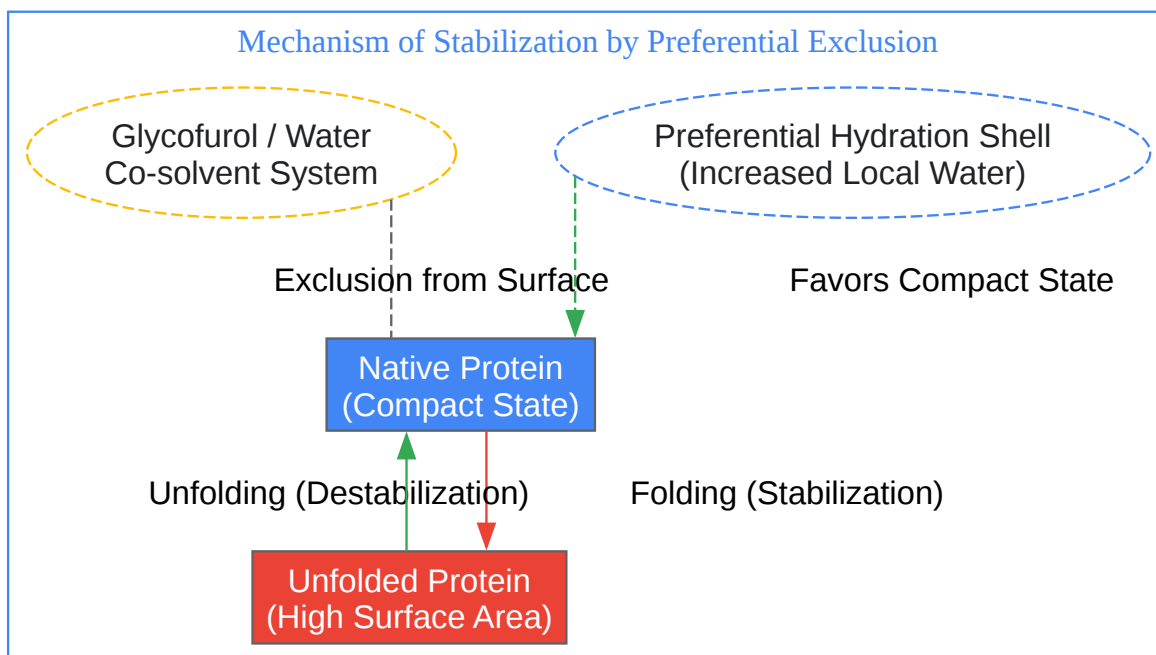 Mechanism of Stabilization by Preferential Exclusion
Glycofurol / Water
Co-solvent System
Preferential Hydration Shell
(Increased Local Water)
Exclusion from Surface
Favors Compact State
Native Protein
(Compact State)
Unfolding (Destabilization)
Folding (Stabilization)
Unfolded Protein
(High Surface Area)